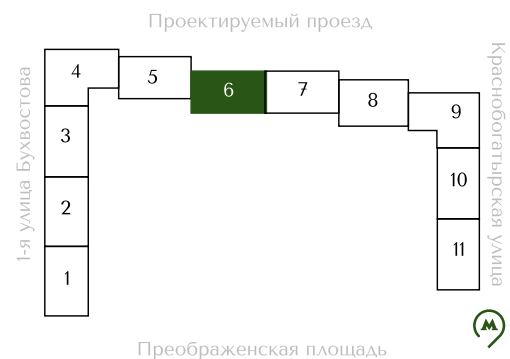 Проектируемый проезд
1-я улица Бухвостова
Краснобогатырская улица
4
5
6
7
8
9
3
10
2
11
1
М
Преображенская площадь